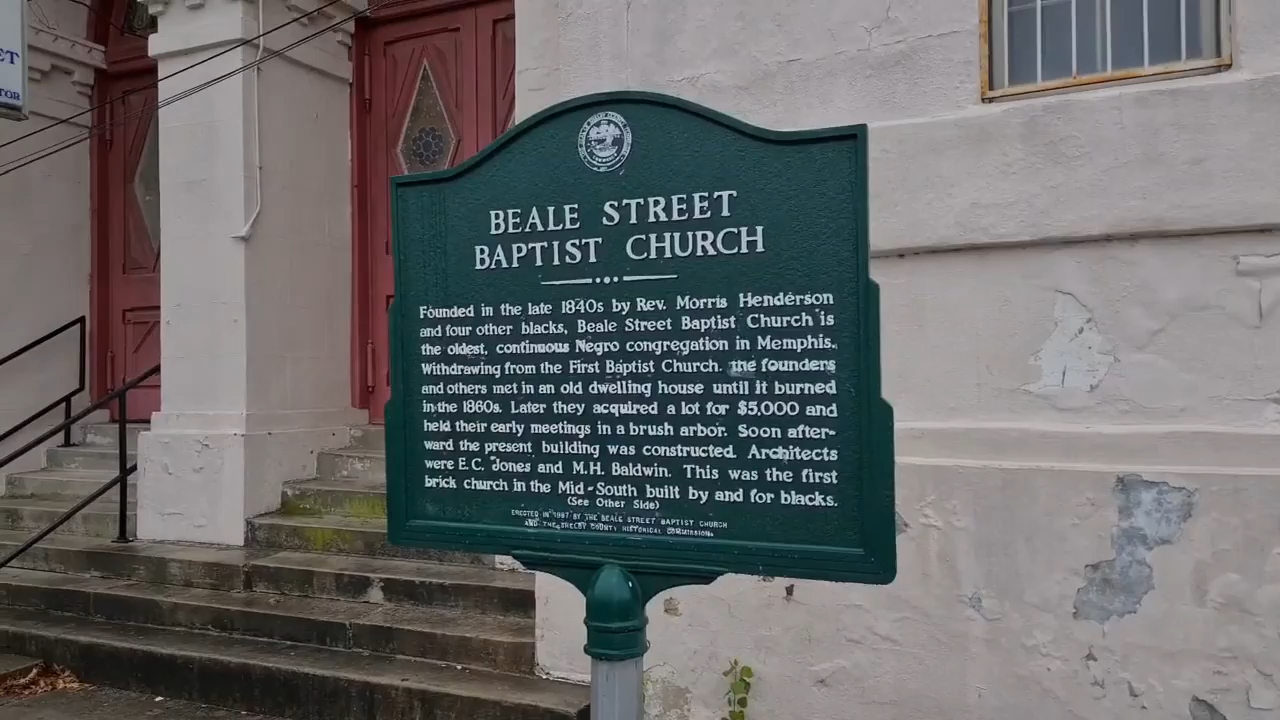 ET
TOR
BEALE STREET
BAPTIST CHURCH
Founded in the late 1840s by Rev. Morris Henderson
and four other blacks, Beale Street Baptist Church is
the oldest, continuous Negro congregation in Memphis.
Withdrawing from the First Baptist Church, the founders
and others met in an old dwelling house until it burned
in the 1860s. Later they acquired a lot for $5,000 and
held their early meetings in a brush arbor. Soon after-
ward the present building was constructed. Architects
were E.C. Jones and M.H. Baldwin. This was the first
brick church in the Mid-South built by and for blacks.
(See Other Side)
ERECTED IN 1987 BY THE BEALE STREET BAPTIST CHURCH
AND THE SHELBY COUNTY HISTORICAL COMMISSION.